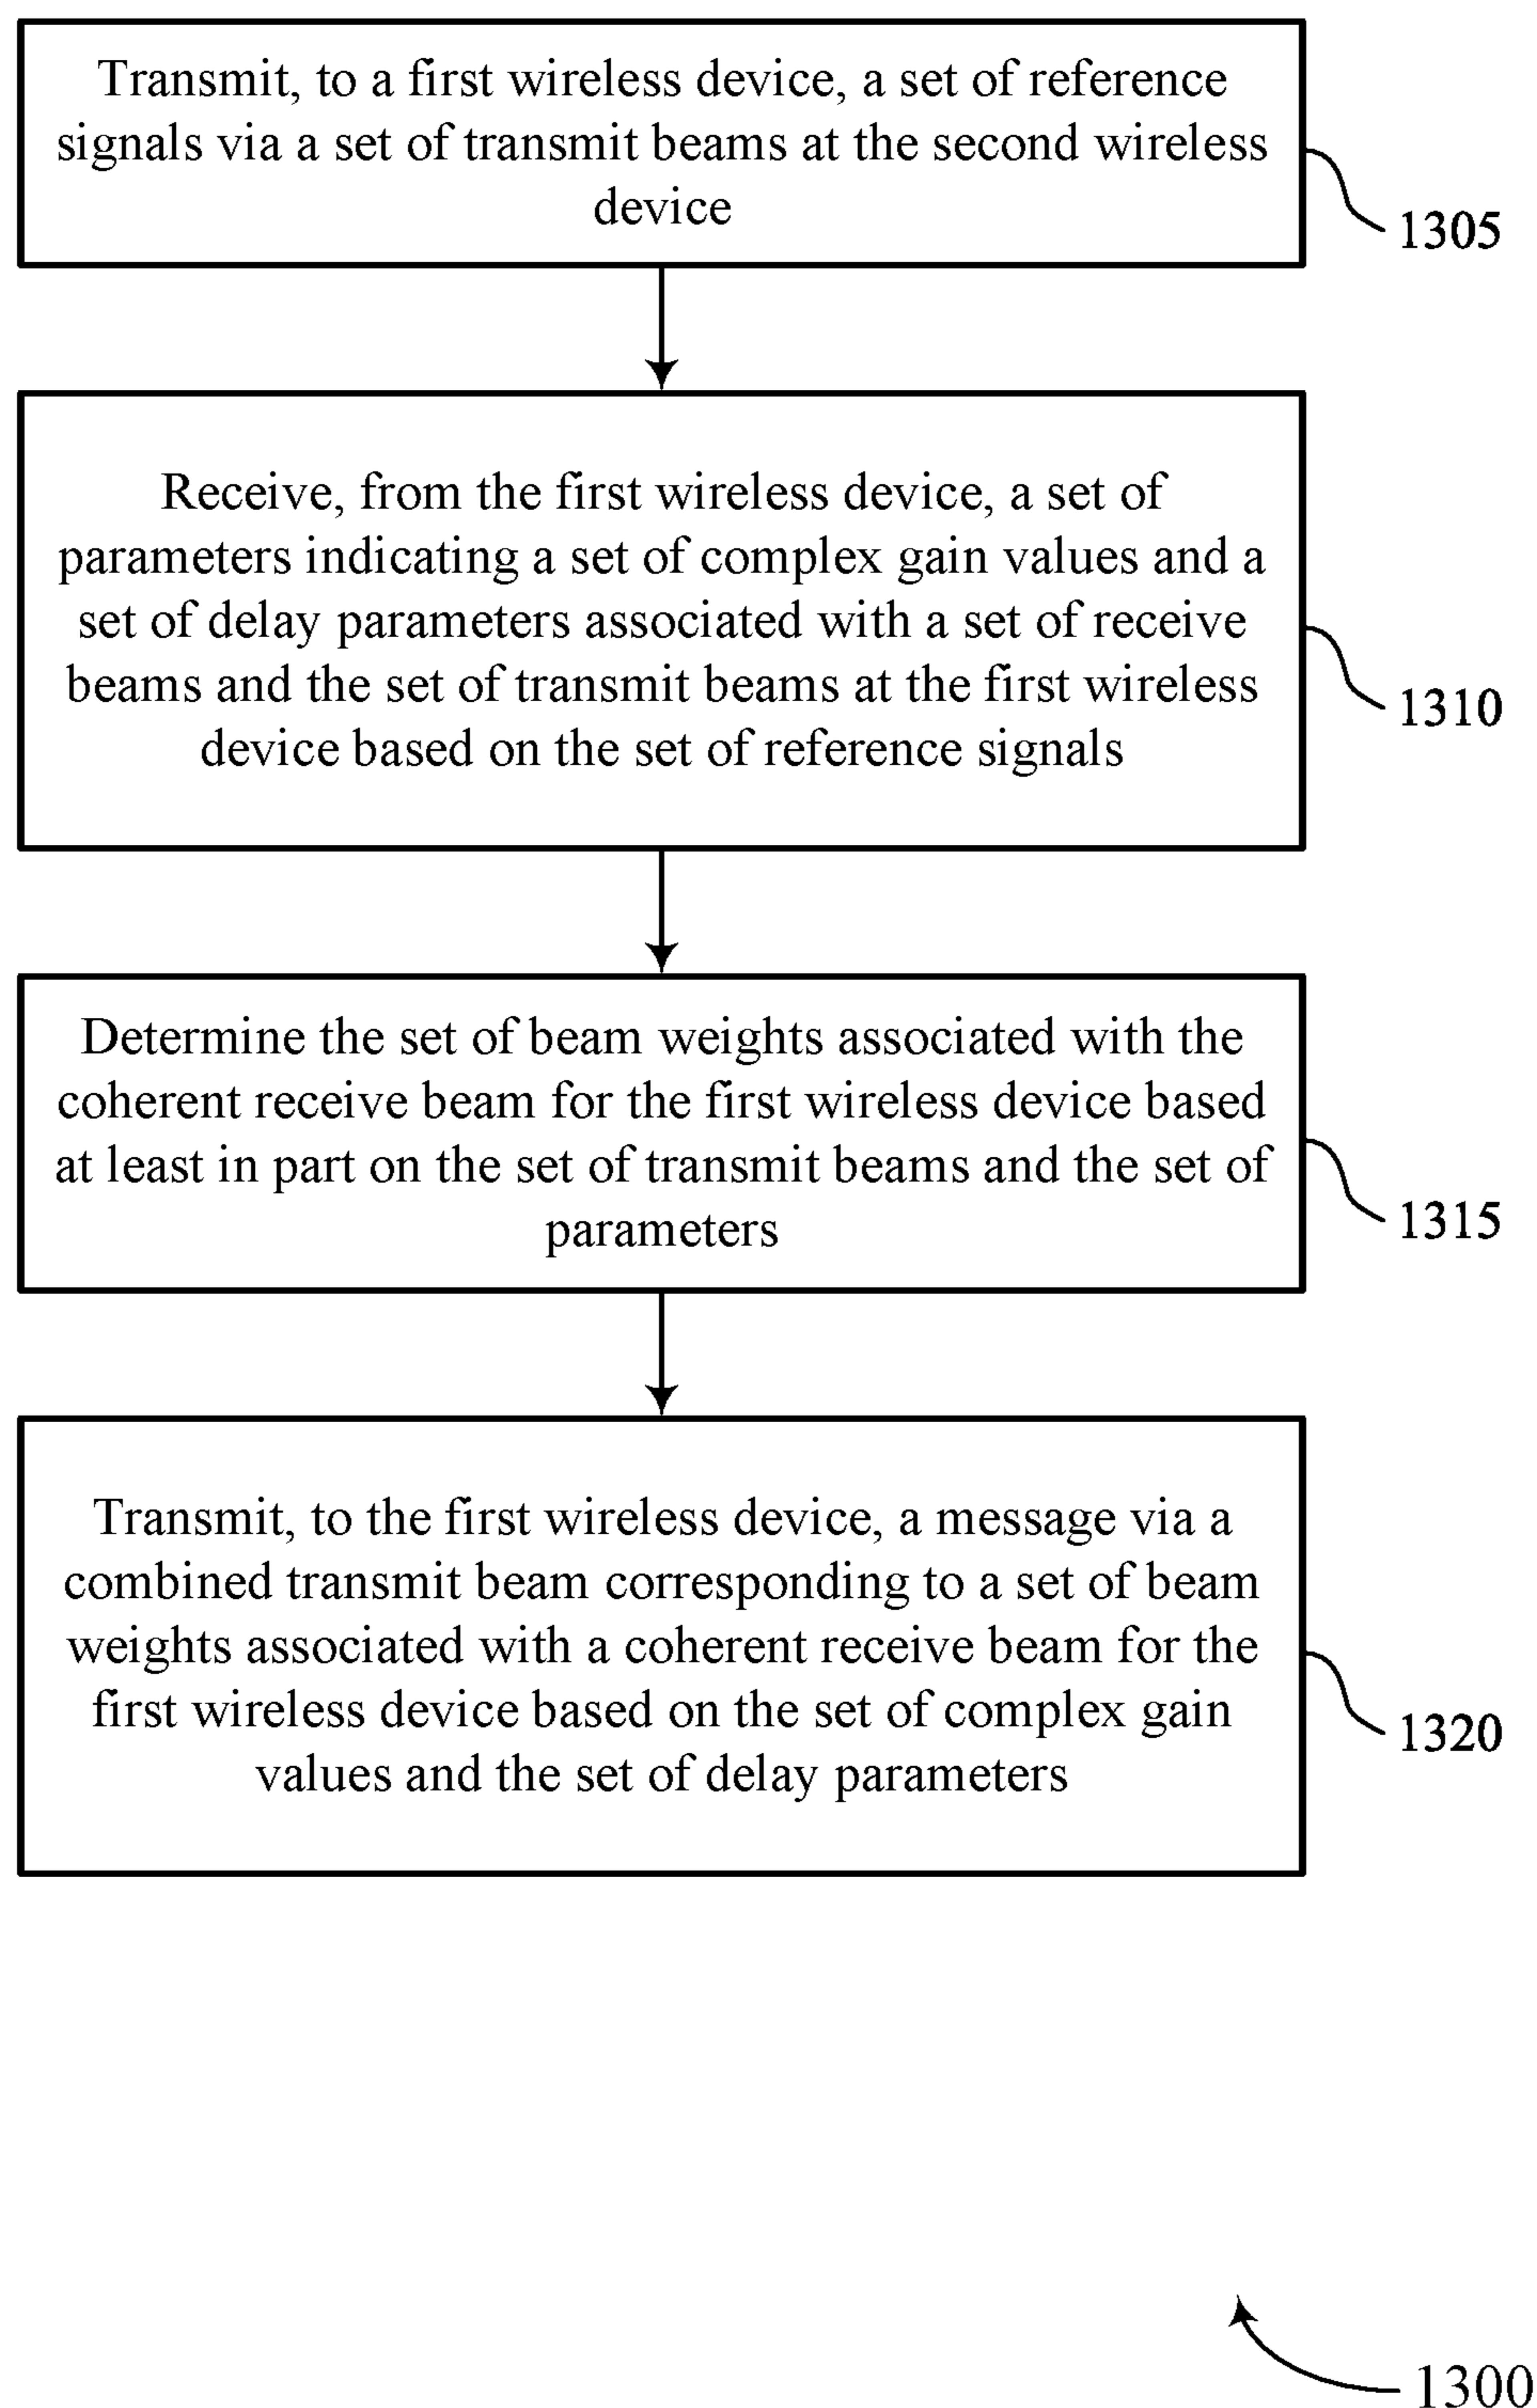 Transmit, to a first wireless device, a set of reference
signals via a set of transmit beams at the second wireless
device
1305
Receive, from the first wireless device, a set of
parameters indicating a set of complex gain values and a
set of delay parameters associated with a set of receive
beams and the set of transmit beams at the first wireless
device based on the set of reference signals
1310
Determine the set of beam weights associated with the
coherent receive beam for the first wireless device based
at least in part on the set of transmit beams and the set of
parameters
1315
Transmit, to the first wireless device, a message via a
combined transmit beam corresponding to a set of beam
weights associated with a coherent receive beam for the
first wireless device based on the set of complex gain
values and the set of delay parameters
1320
1300